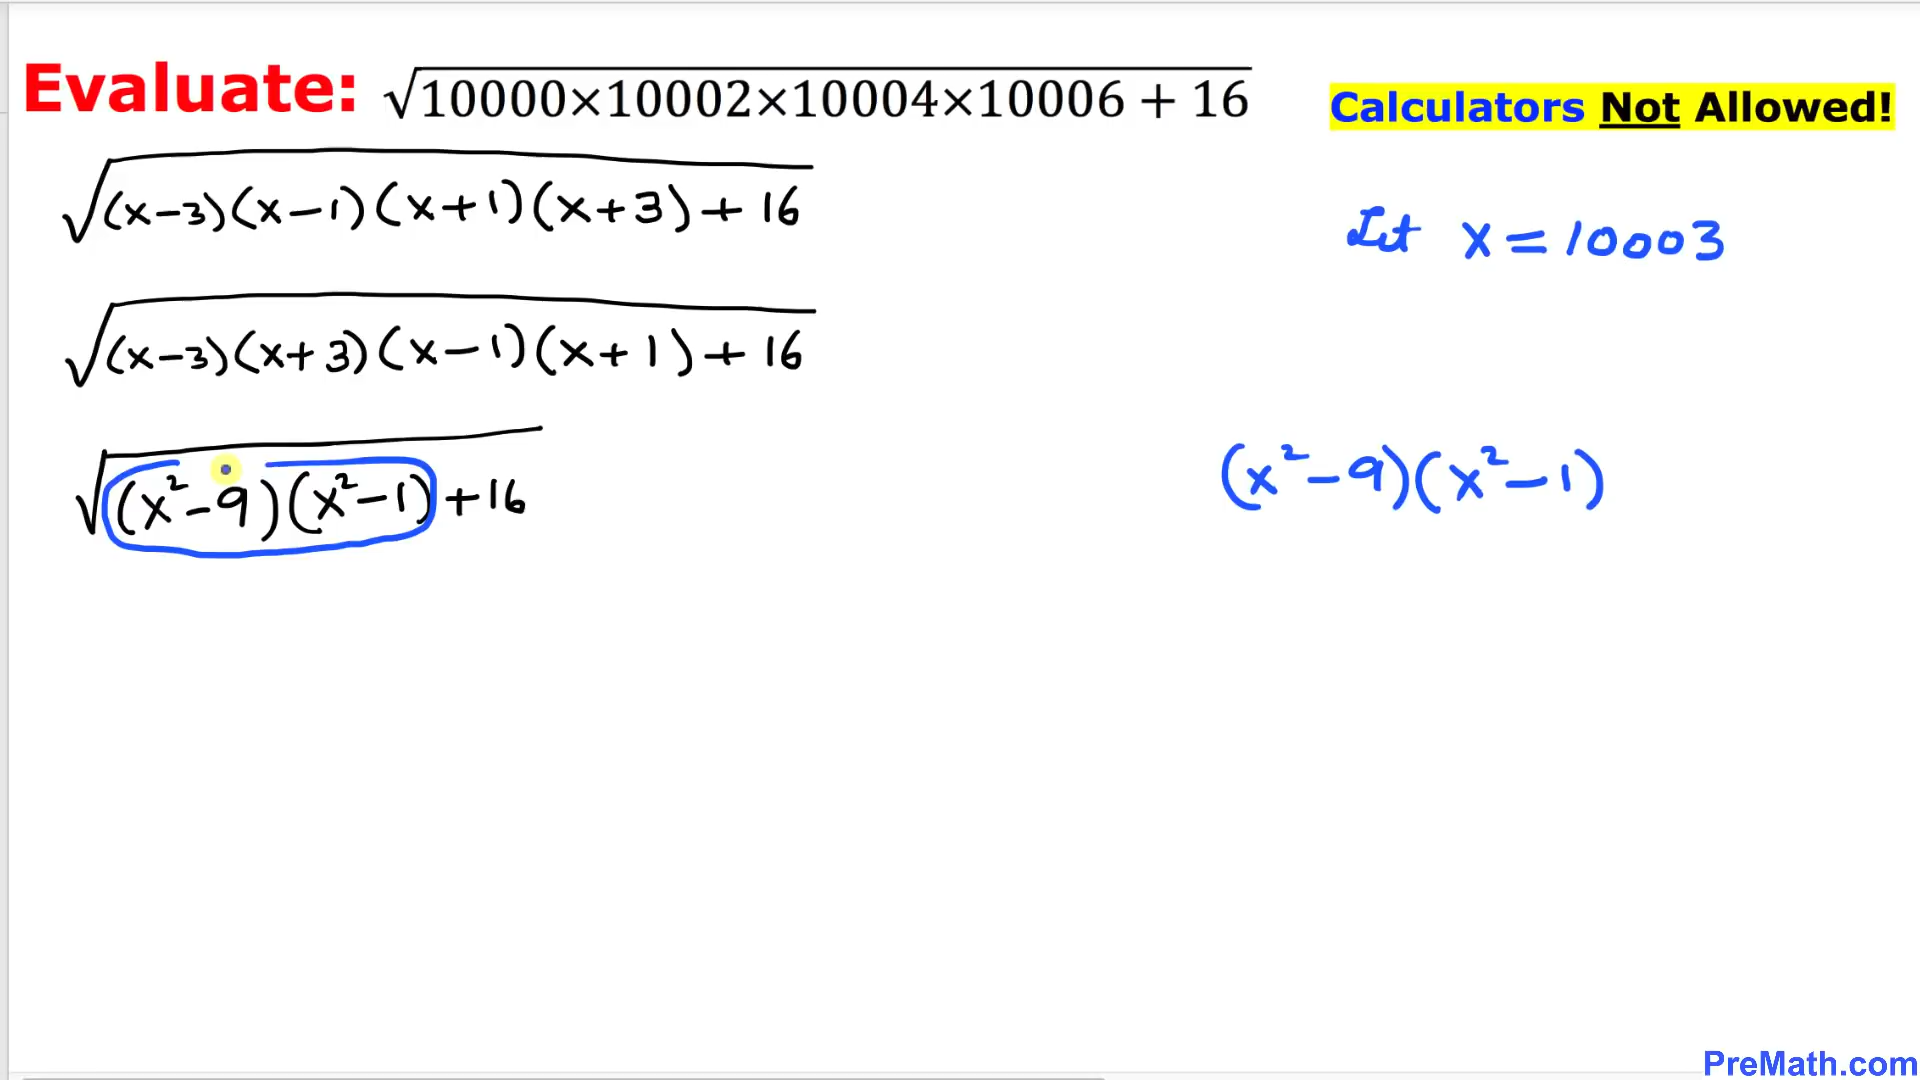 Evaluate: √10000×10002×10004×10006 + 16
Calculators Not Allowed!
√(x-3)(x-1)(x+1)(x+3)+16
Let x=10003
√(x-3)(x+3)(x-1)(x+1)+16
√(x²-9)(x²-1)+16
(x²-9)(x²-1)
PreMath.com